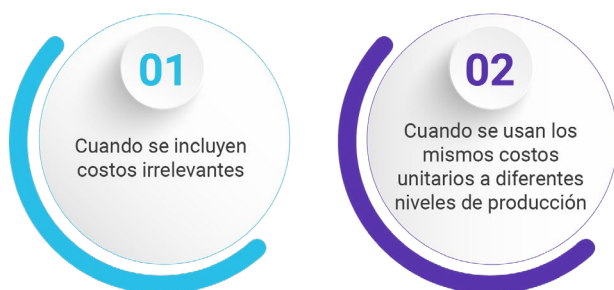 01
Cuando se incluyen
costos irrelevantes
02
Cuando se usan los
mismos costos
unitarios a diferentes
niveles de producción